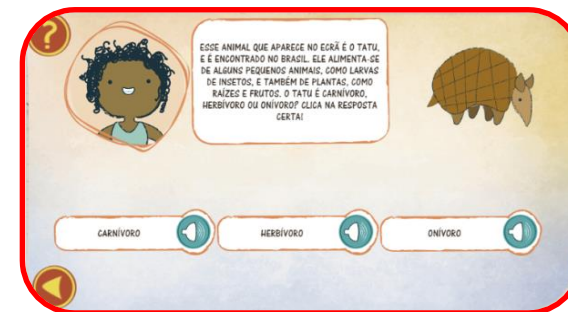 ?
ESSE ANIMAL QUE APARECE NO ECRÃ É O TATU,
E É ENCONTRADO NO BRASIL. ELE ALIMENTA-SE
DE ALGUNS PEQUENOS ANIMAIS, COMO LARVAS
DE INSETOS, E TAMBÉM DE PLANTAS, COMO
RAÍZES E FRUTOS. O TATU É CARNÍVORO,
HERBÍVORO OU ONÍVORO? CLICA NA RESPOSTA
CERTA!
CARNÍVORO
HERBÍVORO
ONÍVORO